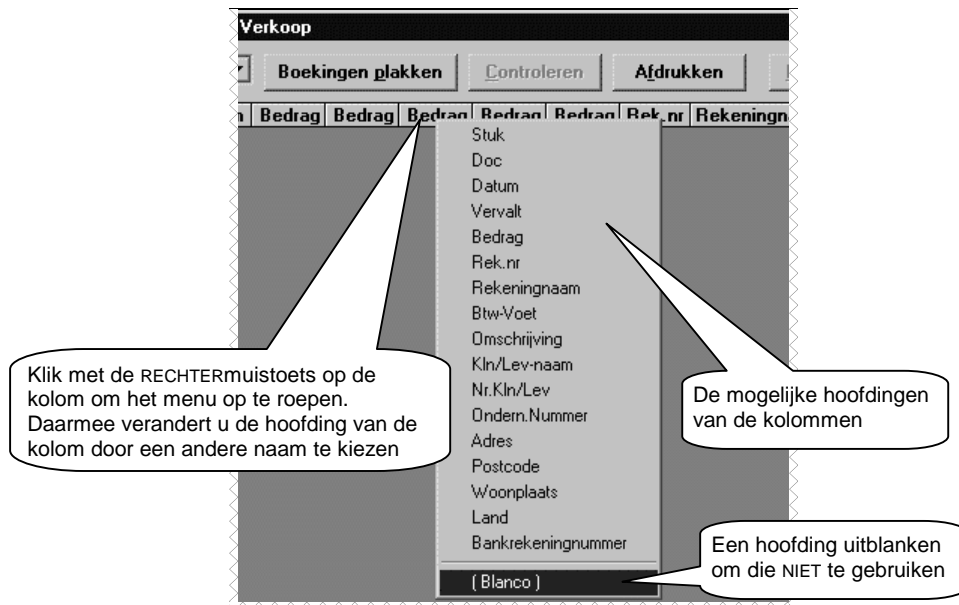 Verkoop
Boekingen plakken Controleren Afdrukken
Bedrag Bedrag Bedrag Bedrag Bedrag Rek.nr Rekeningn
Stuk
Doc
Datum
Vervalt
Bedrag
Rek.nr
Rekeningnaam
Btw-Voet
Omschrijving
Kln/Lev-naam
Nr.Kln/Lev
Ondern.Nummer
Adres
Postcode
Woonplaats
Land
Bankrekeningnummer
( Blanco )
Klik met de RECHTERmuistoets op de
kolom om het menu op te roepen.
Daarmee verandert u de hoofding van de
kolom door een andere naam te kiezen
De mogelijke hoofdingen
van de kolommen
Een hoofding uitblanken
om die NIET te gebruiken